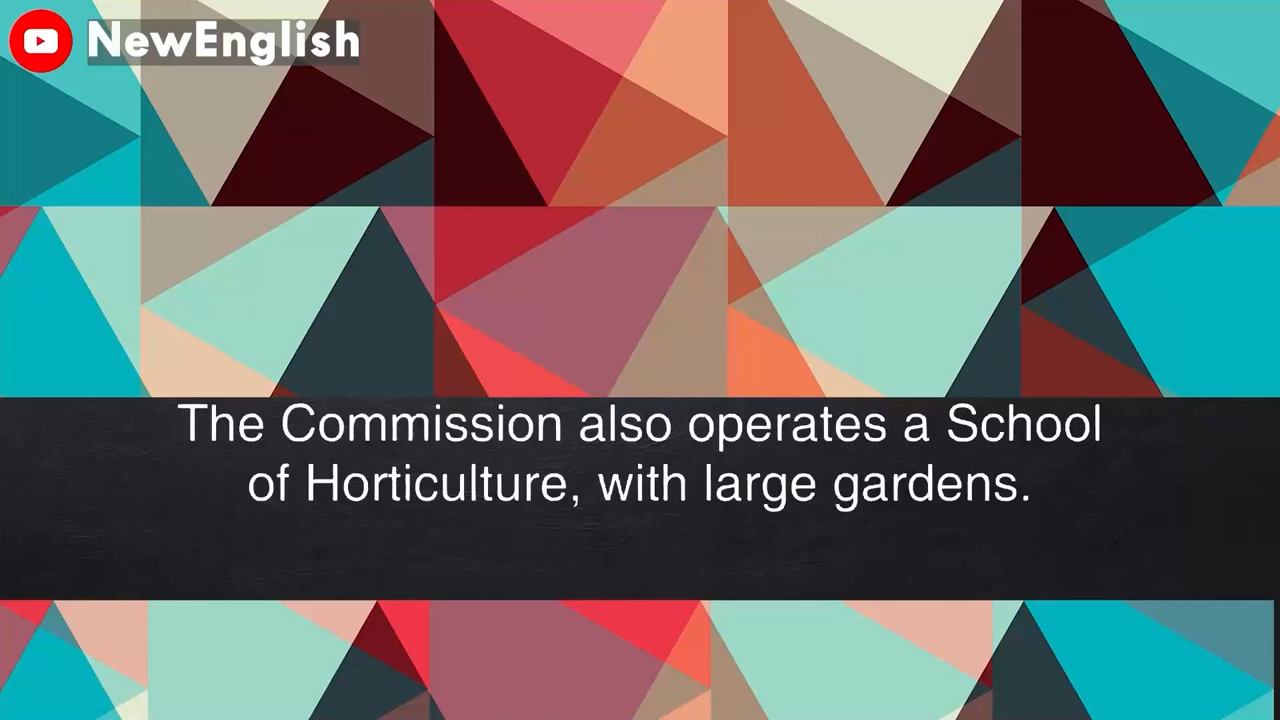 NewEnglish
The Commission also operates a School
of Horticulture, with large gardens.